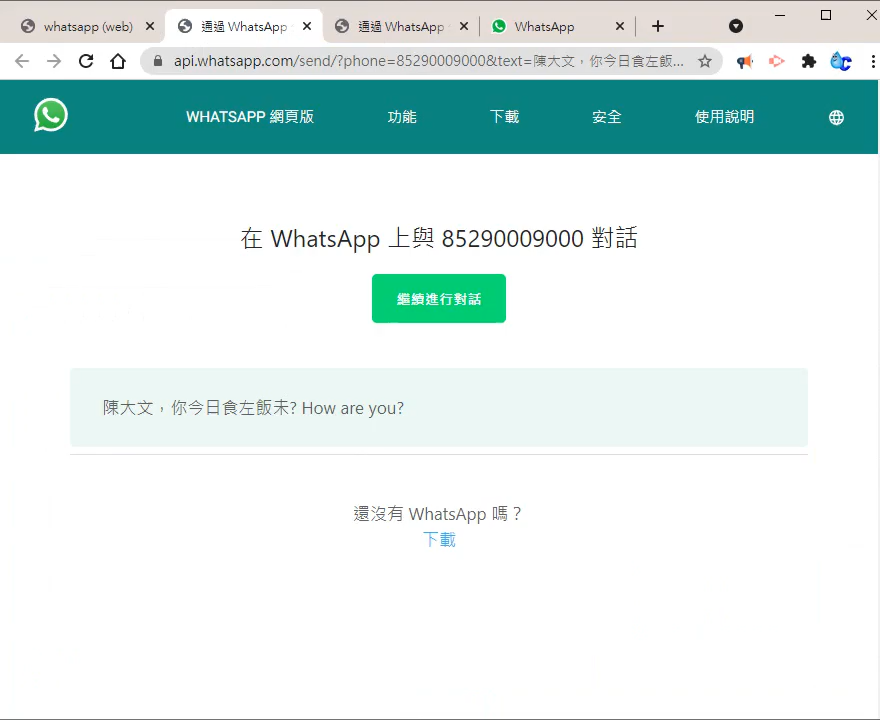 whatsapp (web)
通過 WhatsApp
通過 WhatsApp
WhatsApp
api.whatsapp.com/send/?phone=85290009000&text=陳大文，你今日食左飯...
WHATSAPP 網頁版
功能
下載
安全
使用說明
在 WhatsApp 上與 85290009000 對話
繼續進行對話
陳大文，你今日食左飯未? How are you?
還沒有 WhatsApp 嗎？
下載